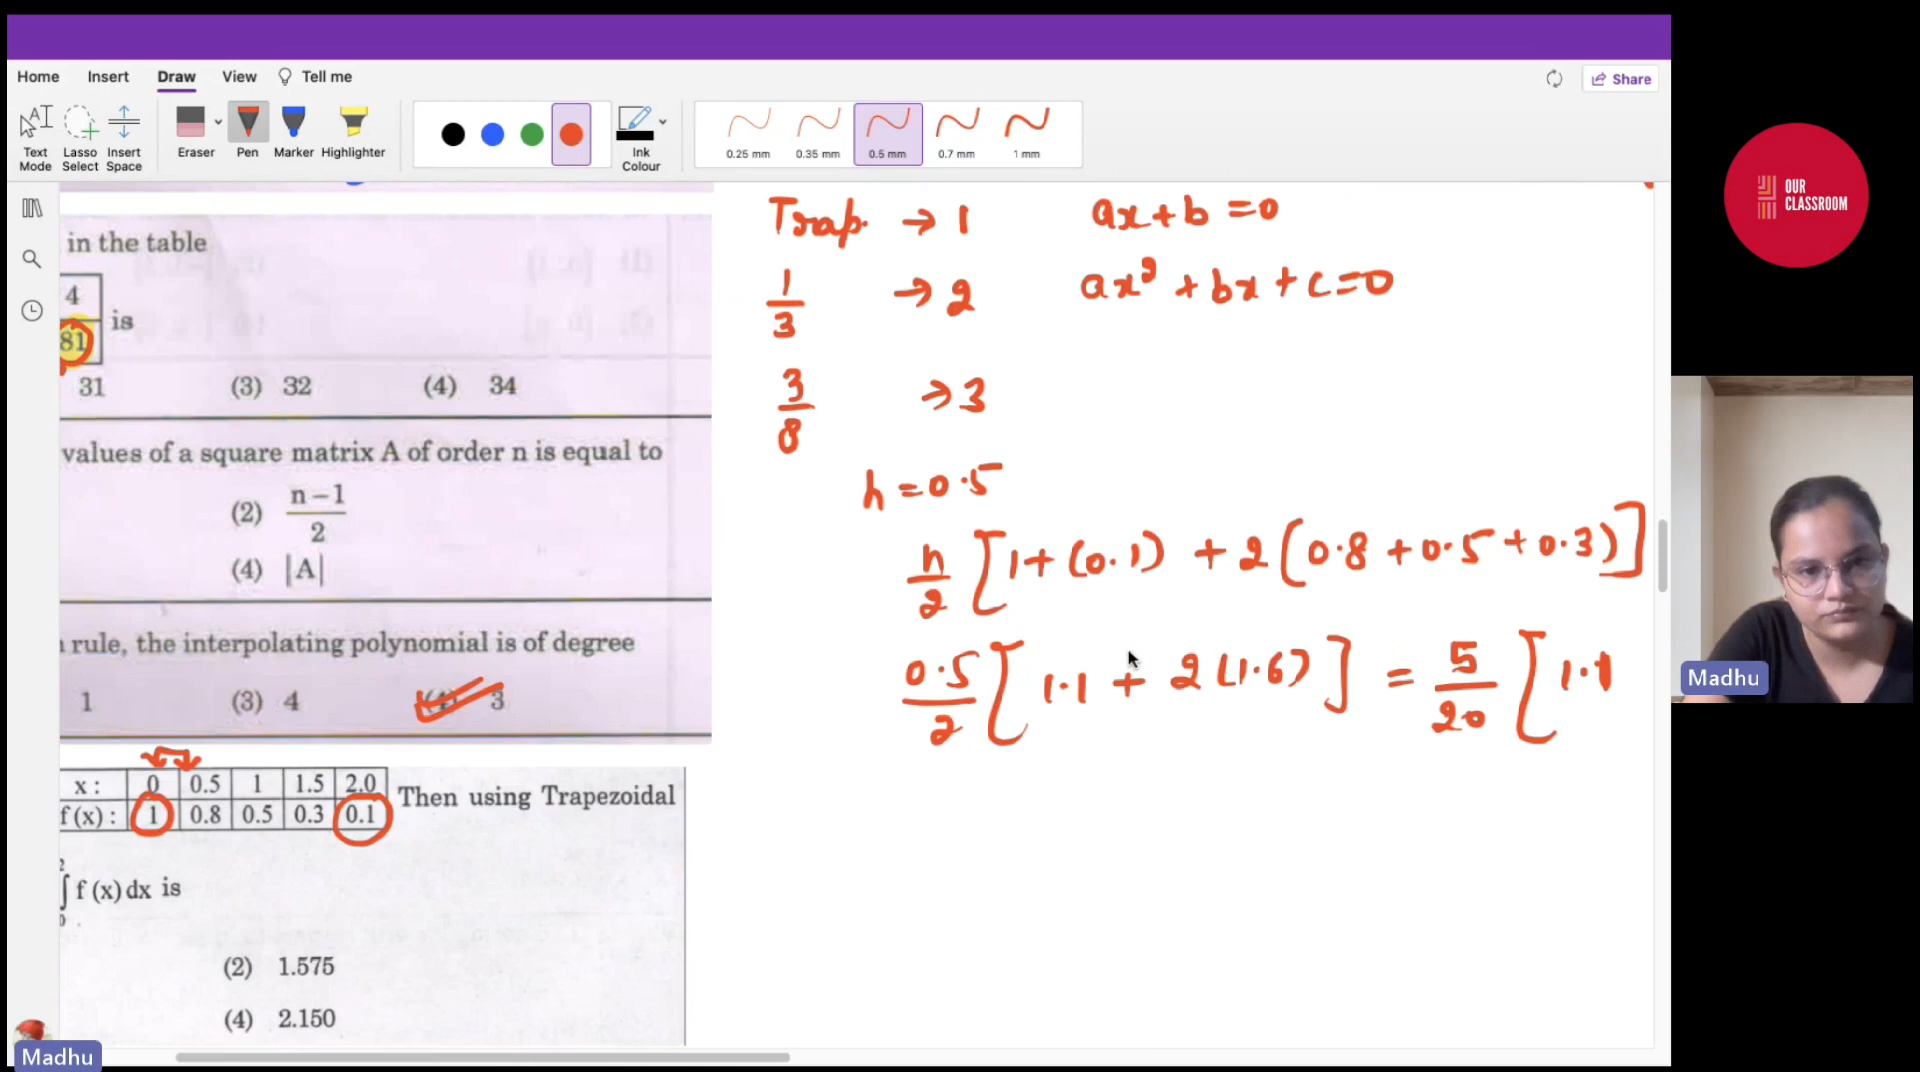 Home Insert Draw View Tell me
Share
Text Mode
Lasso Select
Insert Space
Eraser
Pen
Marker
Highlighter
Ink Colour
0.25 mm
0.35 mm
0.5 mm
0.7 mm
1 mm
OUR CLASSROOM
in the table
4
81
is
31 (3) 32 (4) 34
values of a square matrix A of order n is equal to
(2) n – 1 / 2
(4) |A|
rule, the interpolating polynomial is of degree
1 (3) 4 (4) 3
x : 0 0.5 1 1.5 2.0
f(x) : 1 0.8 0.5 0.3 0.1
Then using Trapezoidal
∫ f (x) dx is
(2) 1.575
(4) 2.150
Trap. → 1 ax+b =0
1/3 → 2 ax² + bx + c=0
3/8 → 3
h = 0.5
h/2 [1+(0.1) + 2(0.8 +0.5+0.3)]
0.5/2 [1.1 + 2(1.6)] = 5/20 [1.1
Madhu
Madhu